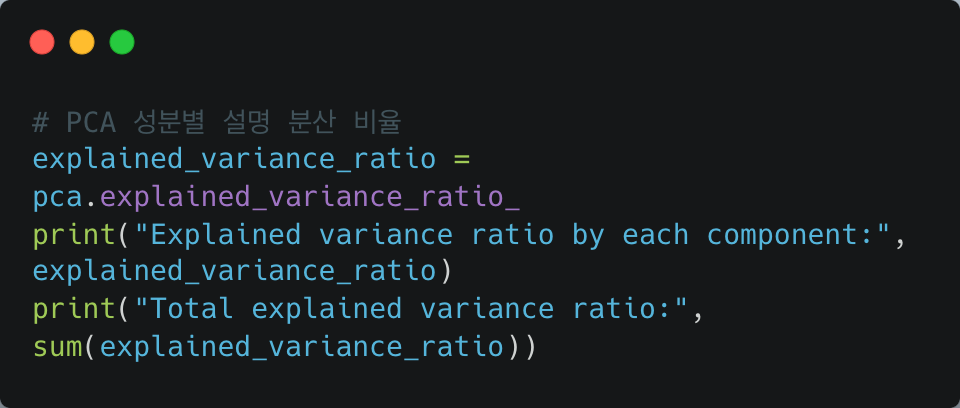 # PCA 성분별 설명 분산 비율
explained_variance_ratio =
pca.explained_variance_ratio_
print("Explained variance ratio by each component:",
explained_variance_ratio)
print("Total explained variance ratio:",
sum(explained_variance_ratio))